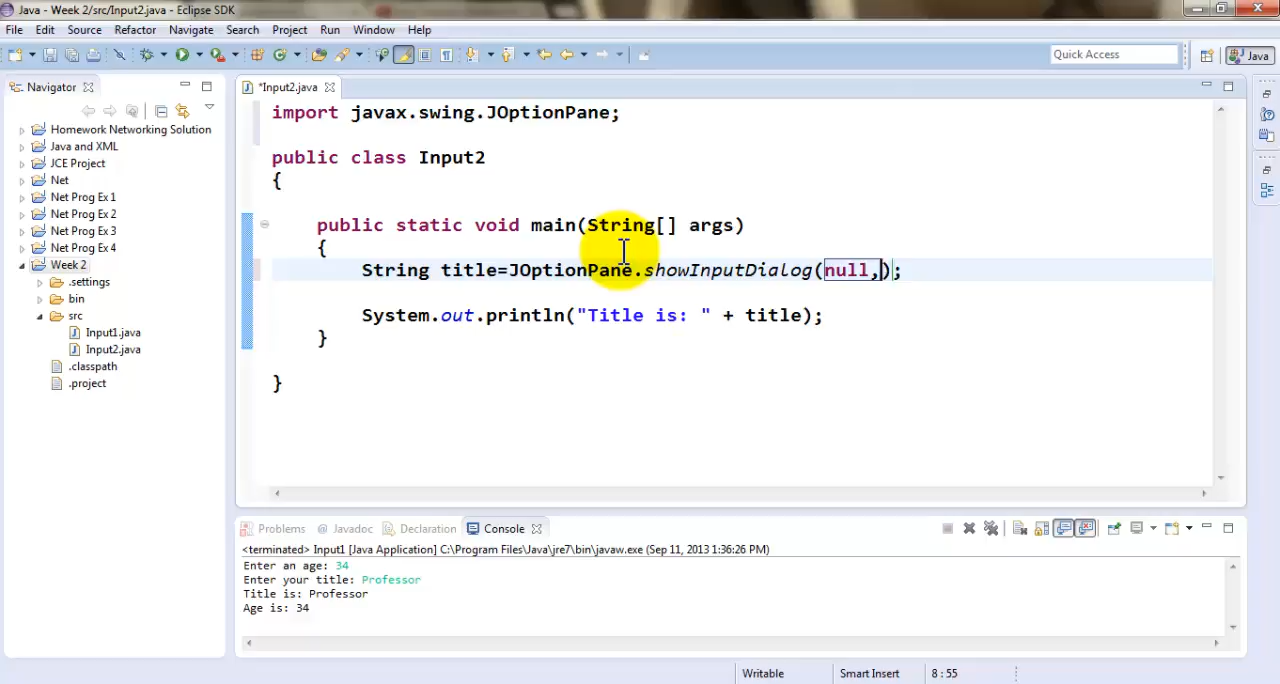 Java - Week 2/src/Input2.java - Eclipse SDK
File Edit Source Refactor Navigate Search Project Run Window Help
Quick Access
Java
Navigator
*Input2.java
Homework Networking Solution
Java and XML
JCE Project
Net
Net Prog Ex 1
Net Prog Ex 2
Net Prog Ex 3
Net Prog Ex 4
Week 2
.settings
bin
src
Input1.java
Input2.java
.classpath
.project
import javax.swing.JOptionPane;
public class Input2
{
public static void main(String[] args)
{
String title=JOptionPane.showInputDialog(null,);
System.out.println("Title is: " + title);
}
}
Problems @ Javadoc Declaration Console
<terminated> Input1 [Java Application] C:\Program Files\Java\jre7\bin\javaw.exe (Sep 11, 2013 1:36:26 PM)
Enter an age: 34
Enter your title: Professor
Title is: Professor
Age is: 34
Writable Smart Insert 8 : 55